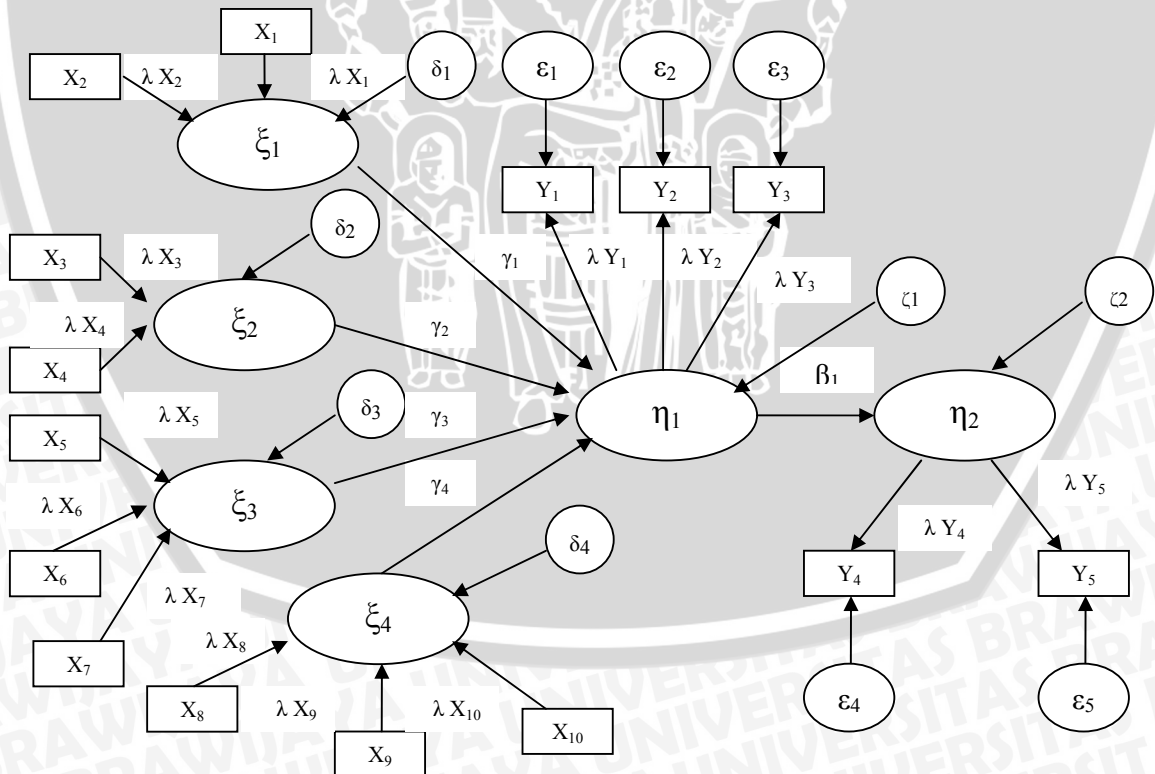 X₁
X₂
λ X₂
λ X₁
δ₁
ε₁
ε₂
ε₃
ξ₁
Y₁
Y₂
Y₃
δ₂
X₃
λ X₃
γ₁
λ Y₁
λ Y₂
λ Y₃
ζ1
ζ2
λ X₄
ξ₂
γ₂
X₄
β₁
λ X₅
δ₃
γ₃
η₁
η₂
X₅
γ₄
λ X₆
ξ₃
λ Y₅
λ Y₄
δ₄
X₆
Y₄
Y₅
λ X₇
ξ₄
λ X₈
X₇
X₈
λ X₉
λ X₁₀
X₁₀
ε₄
ε₅
X₉
UNIVERSITAS BRAWIJAYA